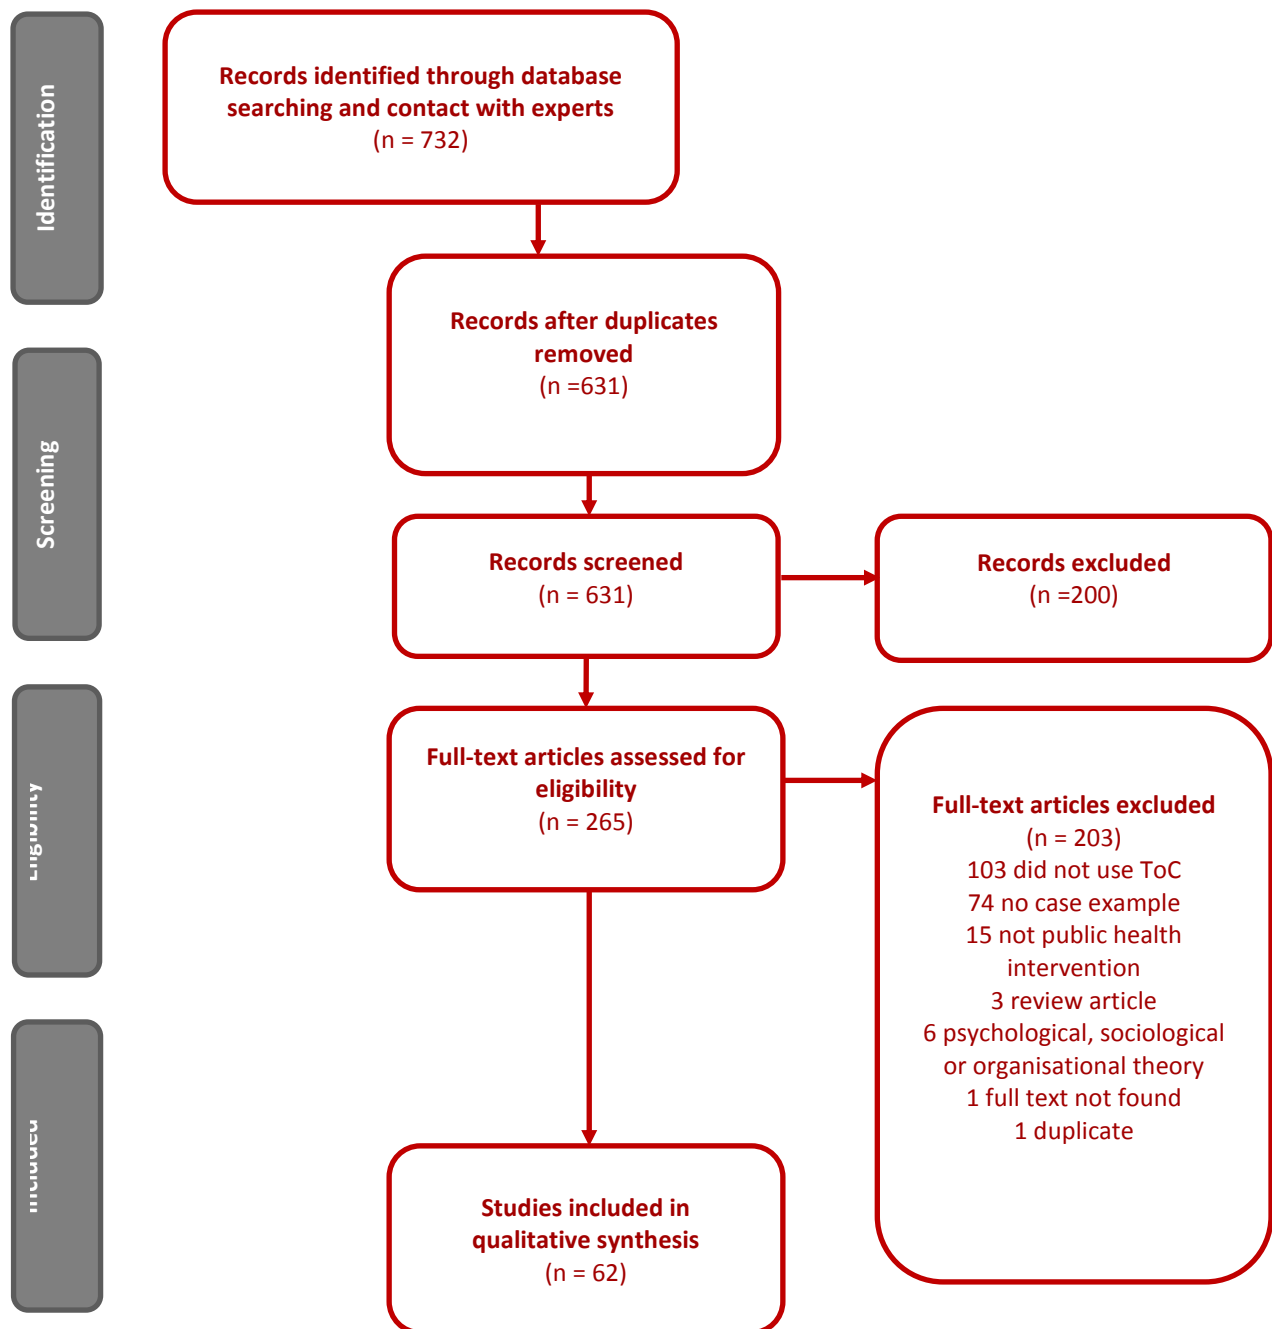 Identification
Records identified through database
searching and contact with experts
(n = 732)
Records after duplicates
removed
(n =631)
Screening
Records screened
(n = 631)
Records excluded
(n =200)
Eligibility
Full-text articles assessed for
eligibility
(n = 265)
Full-text articles excluded
(n = 203)
103 did not use ToC
74 no case example
15 not public health
intervention
3 review article
6 psychological, sociological
or organisational theory
1 full text not found
1 duplicate
Included
Studies included in
qualitative synthesis
(n = 62)